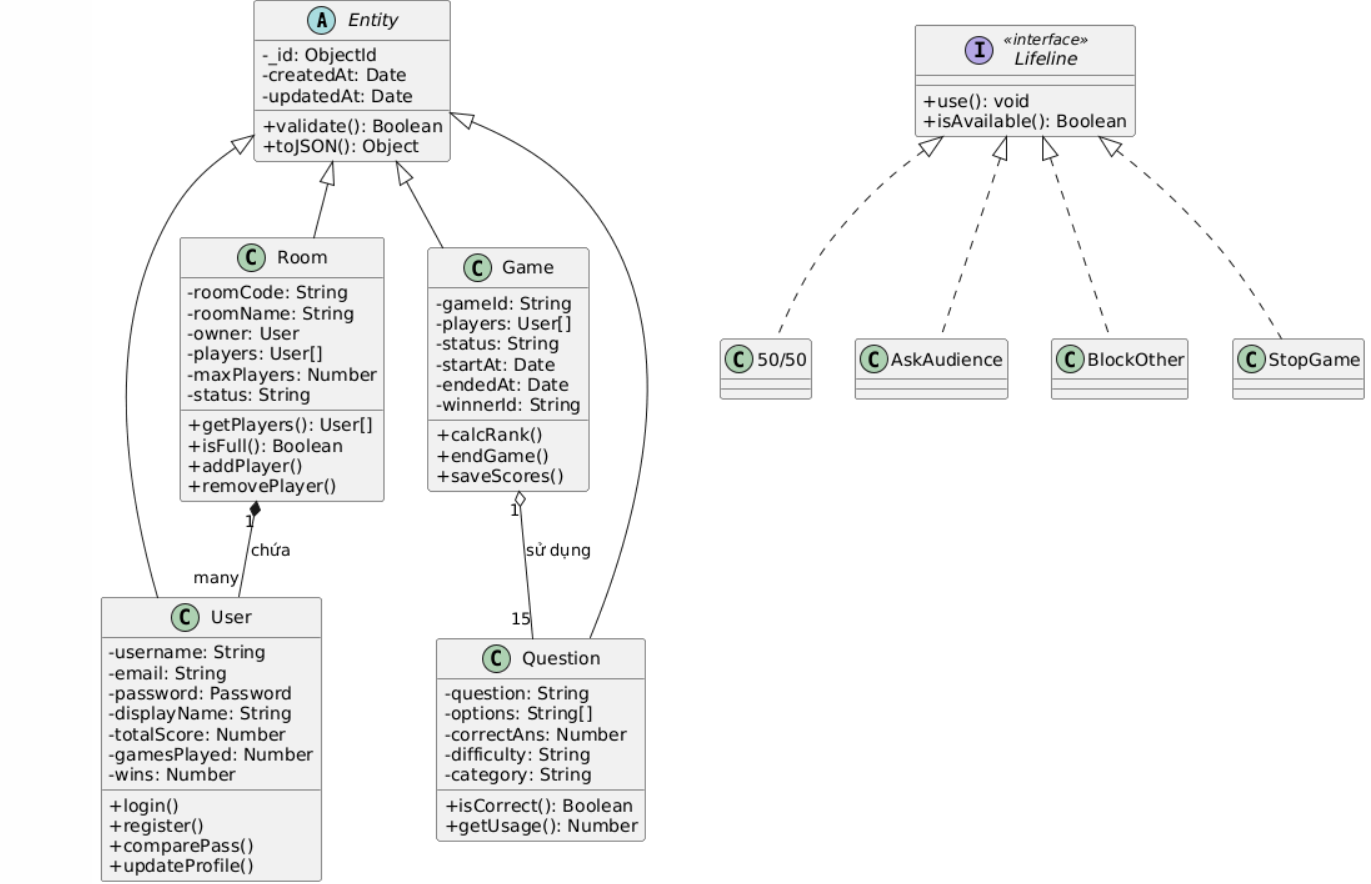 A Entity
-_id: ObjectId
-createdAt: Date
-updatedAt: Date
+validate(): Boolean
+toJSON(): Object
«interface»
I Lifeline
+use(): void
+isAvailable(): Boolean
C Room
-roomCode: String
-roomName: String
-owner: User
-players: User[]
-maxPlayers: Number
-status: String
+getPlayers(): User[]
+isFull(): Boolean
+addPlayer()
+removePlayer()
C Game
-gameId: String
-players: User[]
-status: String
-startAt: Date
-endedAt: Date
-winnerId: String
+calcRank()
+endGame()
+saveScores()
C 50/50
C AskAudience
C BlockOther
C StopGame
1
chứa
many
1
sử dụng
15
C User
-username: String
-email: String
-password: Password
-displayName: String
-totalScore: Number
-gamesPlayed: Number
-wins: Number
+login()
+register()
+comparePass()
+updateProfile()
C Question
-question: String
-options: String[]
-correctAns: Number
-difficulty: String
-category: String
+isCorrect(): Boolean
+getUsage(): Number